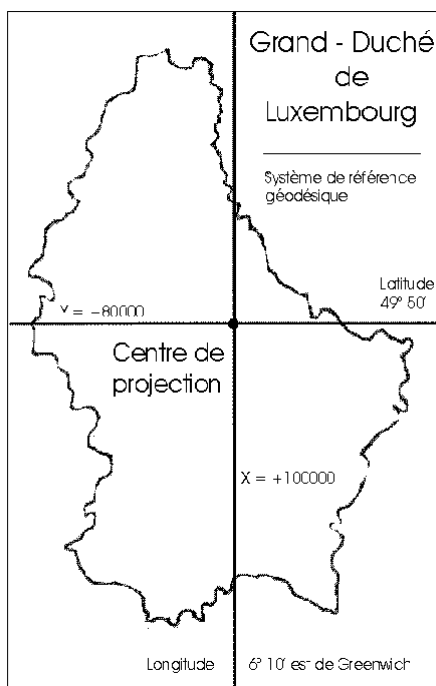 Grand - Duché
de
Luxembourg
Système de référence
géodésique
Latitude
49° 50'
Y = -80000
Centre de
projection
X = +100000
Longitude
6° 10' est de Greenwich